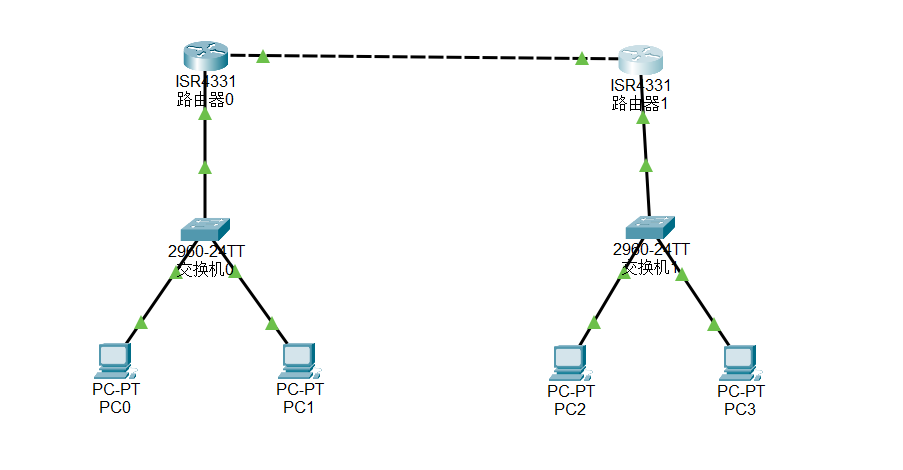 ISR4331
路由器0
ISR4331
路由器1
2960-24TT
交换机0
2960-24TT
交换机1
PC-PT
PC0
PC-PT
PC1
PC-PT
PC2
PC-PT
PC3